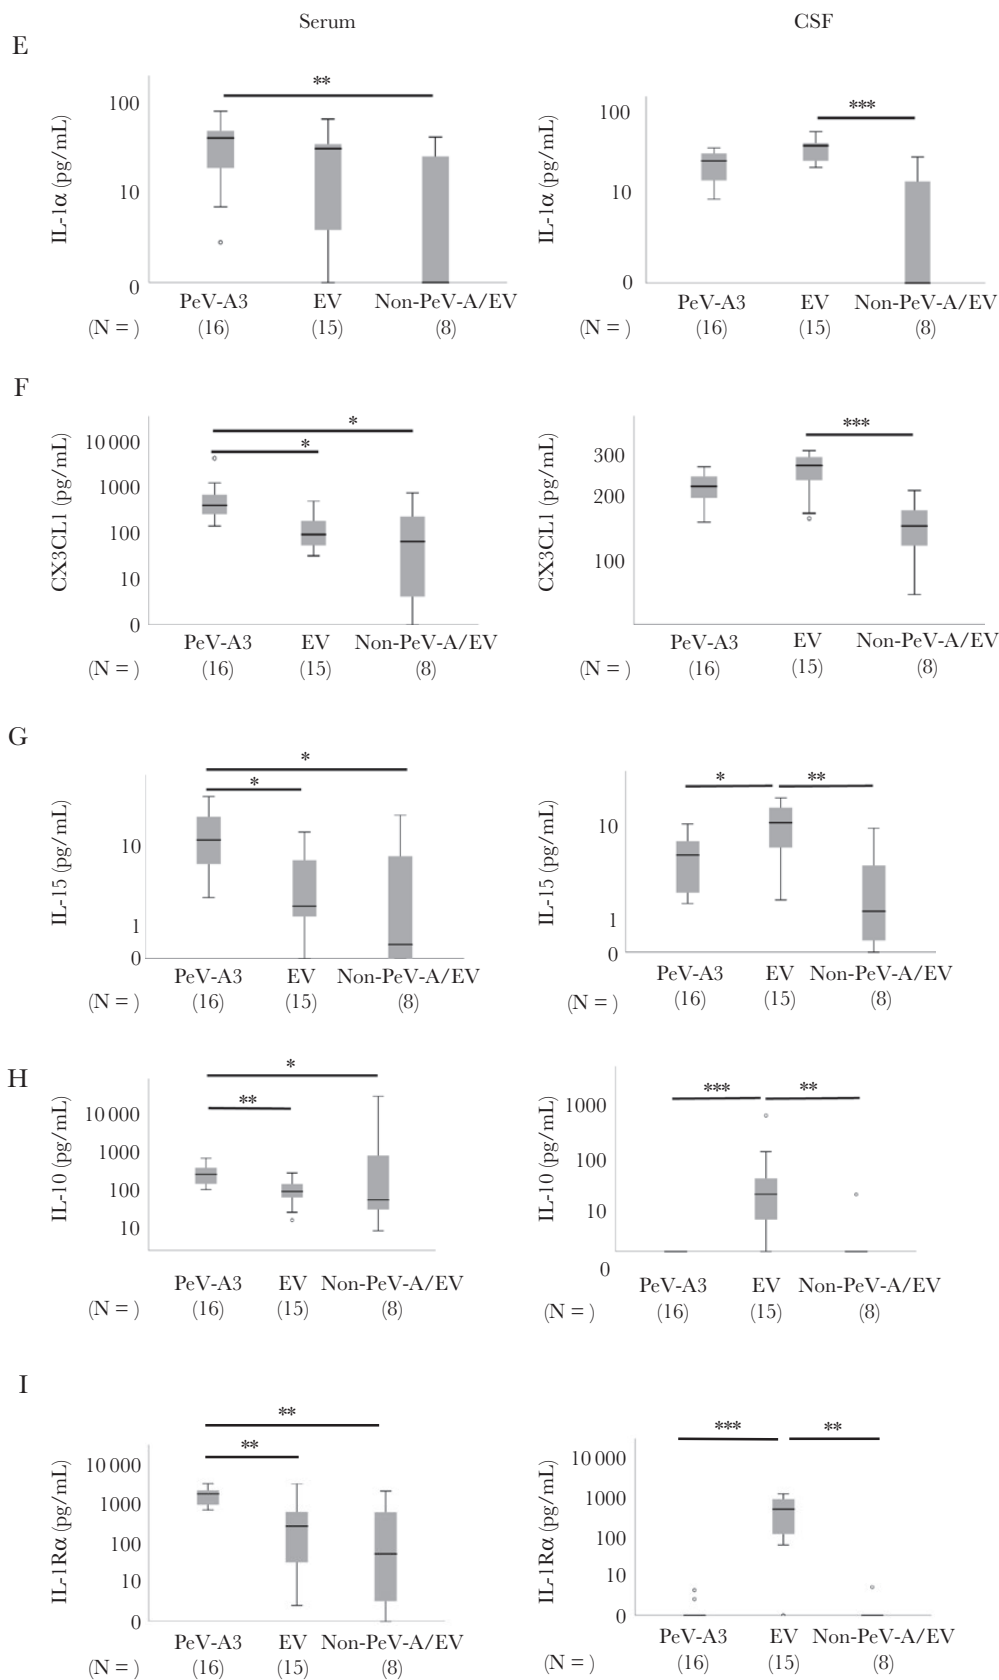 Serum
CSF
E
**
100
10
0
IL-1α (pg/mL)
PeV-A3 EV Non-PeV-A/EV
(N = ) (16) (15) (8)
***
100
10
0
IL-1α (pg/mL)
PeV-A3 EV Non-PeV-A/EV
(N = ) (16) (15) (8)
F
*
*
10 000
1000
100
10
0
CX3CL1 (pg/mL)
PeV-A3 EV Non-PeV-A/EV
(N = ) (16) (15) (8)
***
300
200
100
CX3CL1 (pg/mL)
PeV-A3 EV Non-PeV-A/EV
(N = ) (16) (15) (8)
G
*
*
10
1
0
IL-15 (pg/mL)
PeV-A3 EV Non-PeV-A/EV
(N = ) (16) (15) (8)
* **
10
1
0
IL-15 (pg/mL)
PeV-A3 EV Non-PeV-A/EV
(N = ) (16) (15) (8)
H
*
**
10 000
1000
100
10
IL-10 (pg/mL)
PeV-A3 EV Non-PeV-A/EV
(N = ) (16) (15) (8)
*** **
1000
100
10
0
IL-10 (pg/mL)
PeV-A3 EV Non-PeV-A/EV
(N = ) (16) (15) (8)
I
**
**
10 000
1000
100
10
0
IL-1Rα (pg/mL)
PeV-A3 EV Non-PeV-A/EV
(N = ) (16) (15) (8)
*** **
10 000
1000
100
10
0
IL-1Rα (pg/mL)
PeV-A3 EV Non-PeV-A/EV
(N = ) (16) (15) (8)